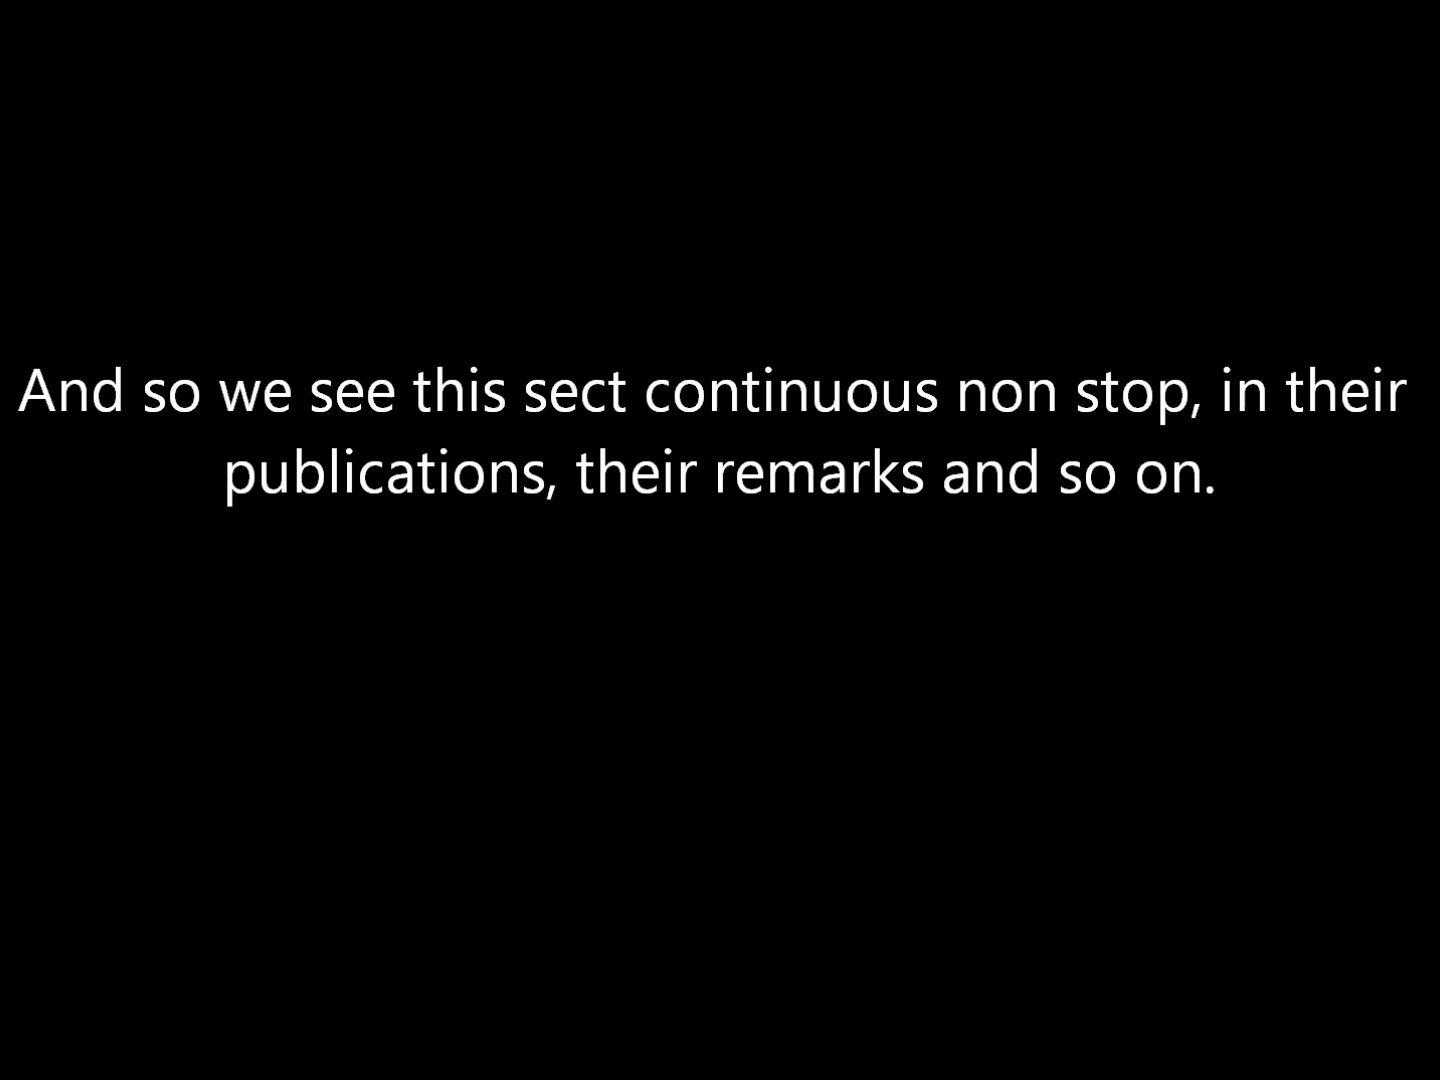 And so we see this sect continuous non stop, in their
publications, their remarks and so on.